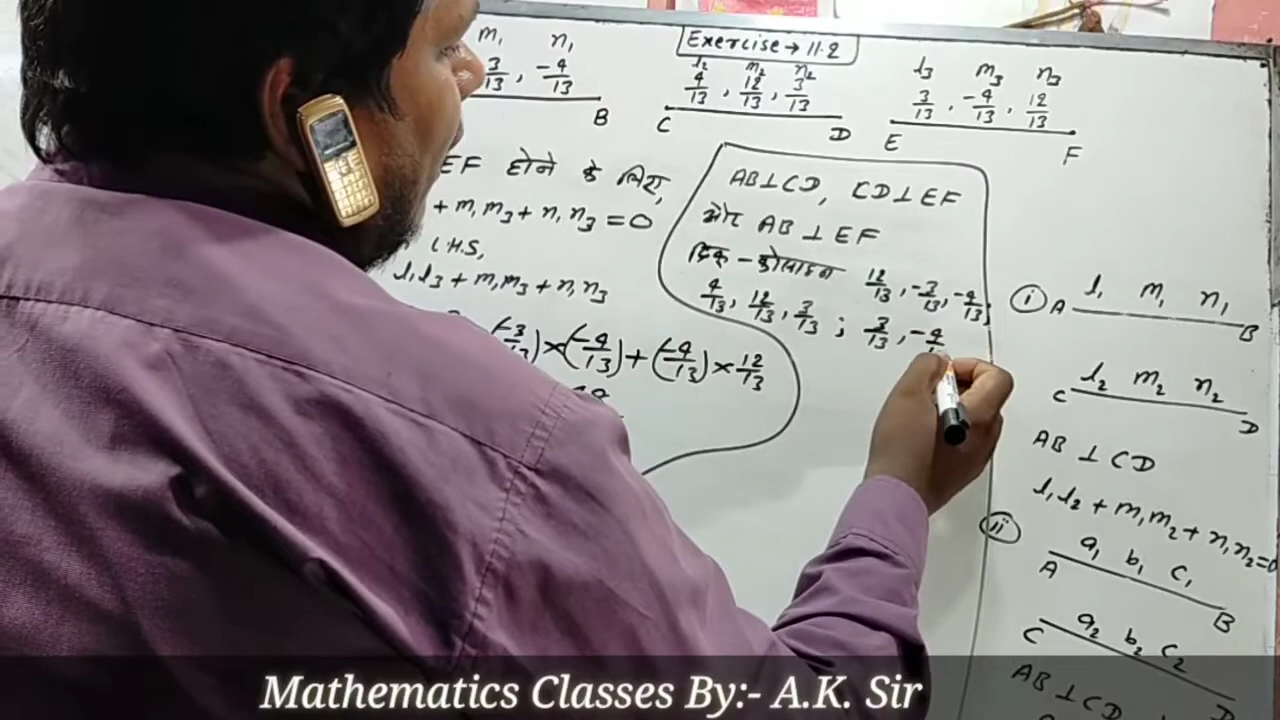 Exercise → 11.2
m₁ n₁
3/13, -4/13
B
l₂ m₂ n₂
4/13, 12/13, 3/13
C D
l₃ m₃ n₃
3/13, -4/13, 12/13
E F
EF होने के लिए,
+ m₁m₃ + n₁n₃ = 0
L.H.S,
l₁l₃ + m₁m₃ + n₁n₃
(-3/13) × (-4/13) + (-4/13) × 12/13
AB ⊥ CD, CD ⊥ EF
और AB ⊥ EF
दिक्-कोसाइन 12/13, -3/13, -4/13;
4/13, 12/13, 3/13; 3/13, -4
(i) A l₁ m₁ n₁ B
C l₂ m₂ n₂ D
AB ⊥ CD
l₁l₂ + m₁m₂ + n₁n₂ = 0
(ii) A a₁ b₁ c₁ B
C a₂ b₂ c₂ D
AB ⊥ CD
Mathematics Classes By:- A.K. Sir